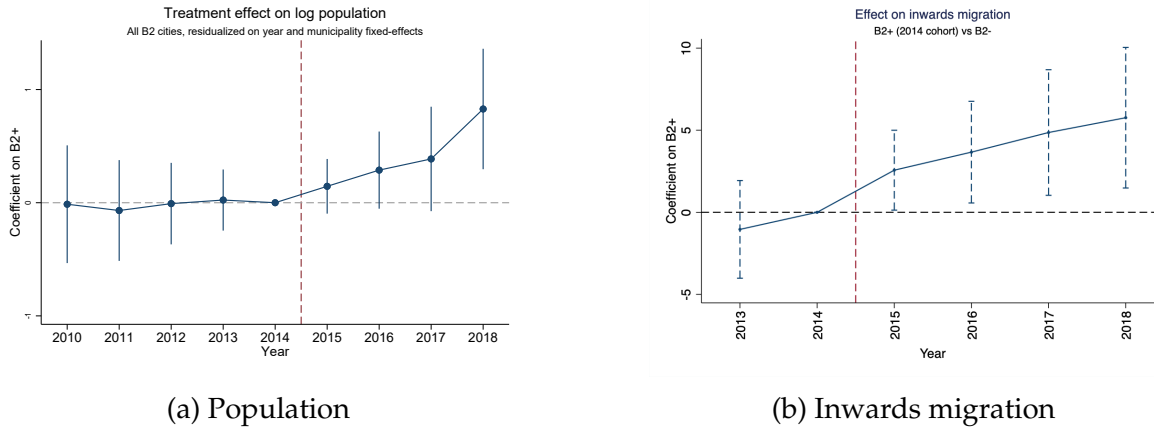 Treatment effect on log population
All B2 cities, residualized on year and municipality fixed-effects
Coefficient on B2+
1
0
-1
2010 2011 2012 2013 2014 2015 2016 2017 2018
Year
(a) Population
Effect on inwards migration
B2+ (2014 cohort) vs B2-
Coefficient on B2+
10
5
0
-5
2013 2014 2015 2016 2017 2018
Year
(b) Inwards migration